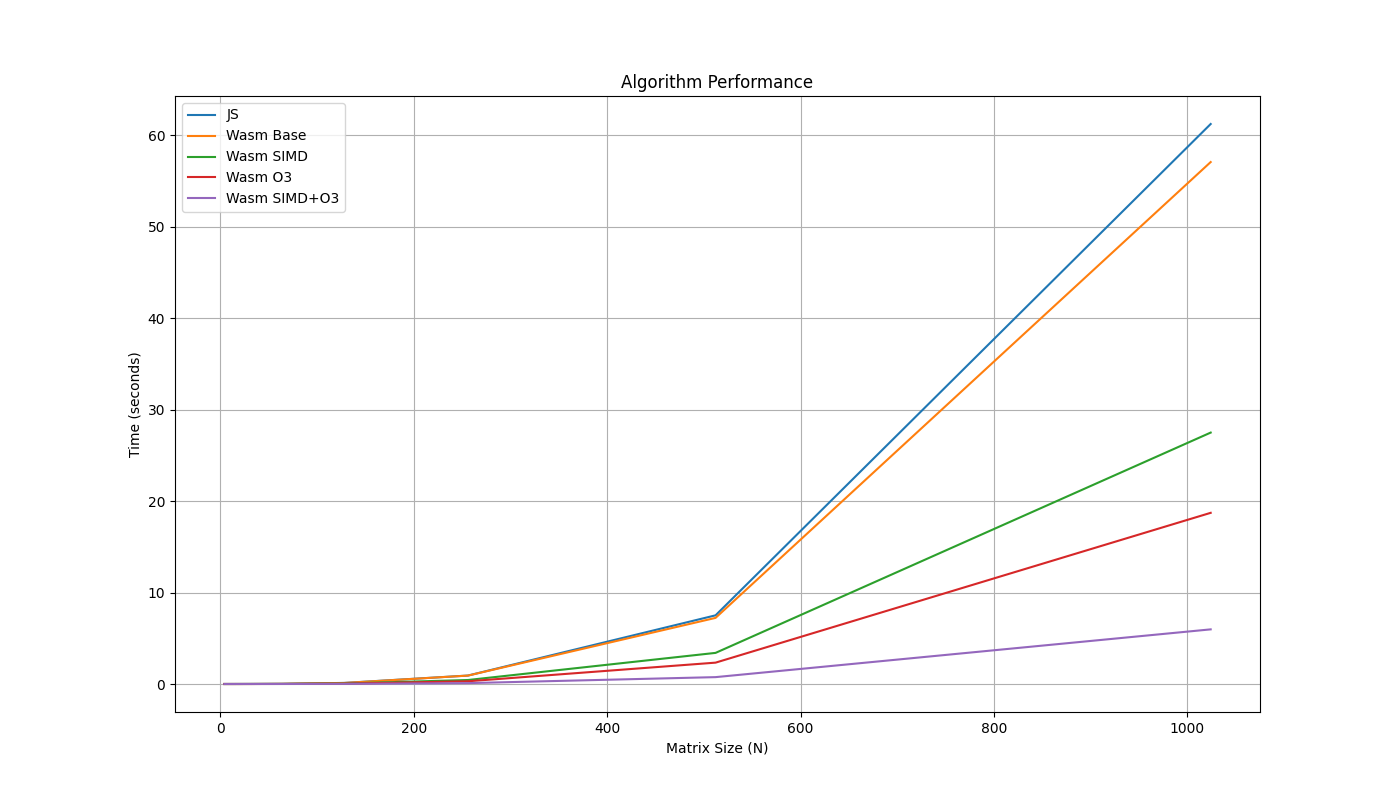 Algorithm Performance
JS
Wasm Base
Wasm SIMD
Wasm O3
Wasm SIMD+O3
60
50
40
30
20
10
0
Time (seconds)
0 200 400 600 800 1000
Matrix Size (N)